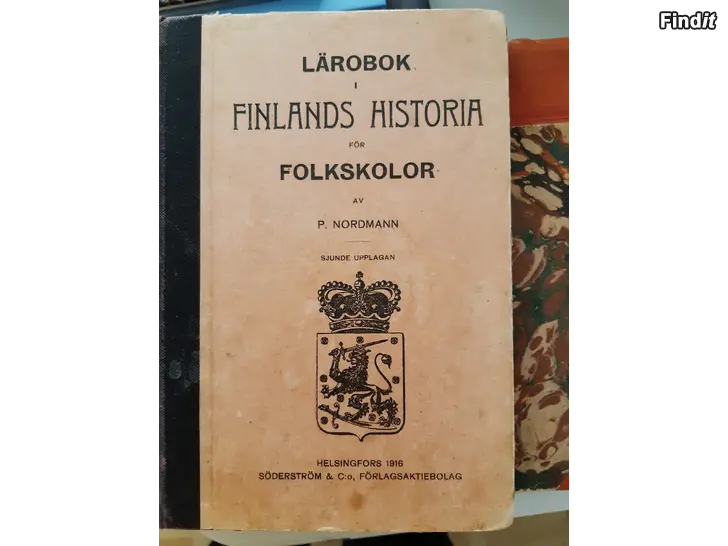 Findit
LÄROBOK
I
FINLANDS HISTORIA
FÖR
FOLKSKOLOR
AV
P. NORDMANN
SJUNDE UPPLAGAN
HELSINGFORS 1916
SÖDERSTRÖM & C:o, FÖRLAGSAKTIEBOLAG